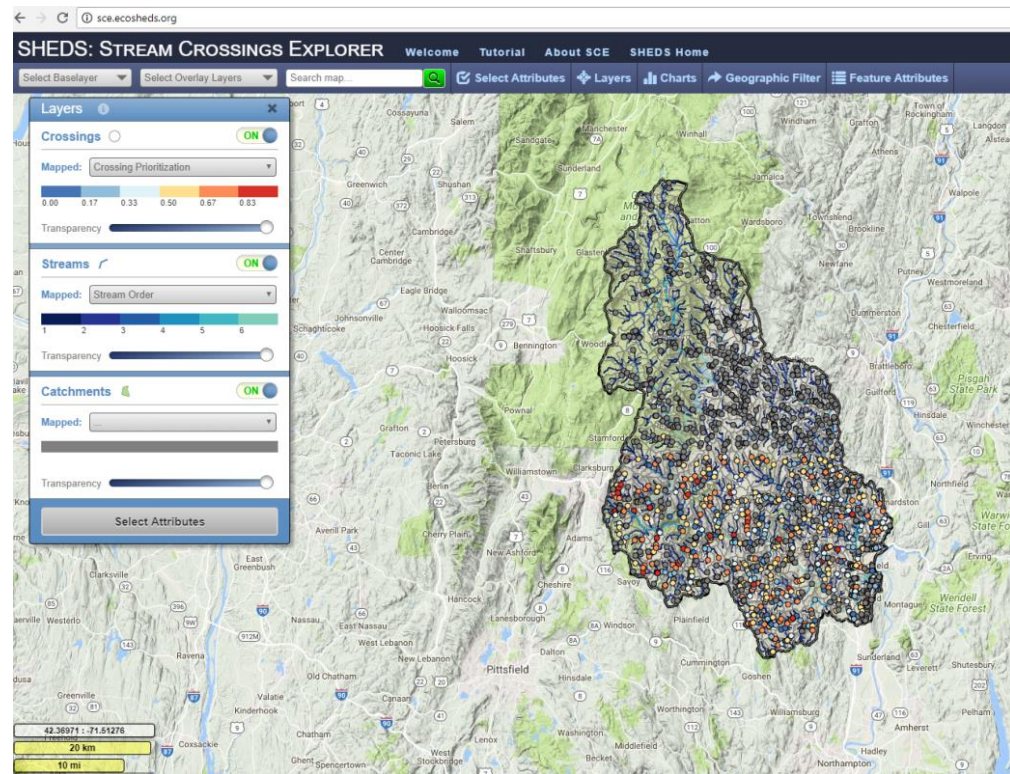 sce.ecosheds.org
SHEDS: STREAM CROSSINGS EXPLORER Welcome Tutorial About SCE SHEDS Home
Select Baselayer Select Overlay Layers Search map... Select Attributes Layers Charts Geographic Filter Feature Attributes
Layers
Crossings ON
Mapped: Crossing Prioritization
0.00 0.17 0.33 0.50 0.67 0.83
Transparency
Streams ON
Mapped: Stream Order
1 2 3 4 5 6
Transparency
Catchments ON
Mapped: ...
Transparency
Select Attributes
Cossayuna
Salem
Sandgate
Manchester
Winhall
Windham
Grafton
Town of
Rockingham
Langdon
Athens
Sunderland
Jamaica
Walpole
Greenwich
Shushan
Wardsboro
Townshend
Brookline
Cambridge
Shaftsbury
Newfane
Putney
Westmoreland
Center
Cambridge
Eagle Bridge
Johnsonville
Walloomsac
Dummerston
Chesterfield
Schaghticoke
Hoosick Falls
Bennington
Hoosick
Brattleboro
Guilford
Pisgah
State Park
Hinsdale
Winchester
Pownal
Grafton
Petersburg
Stamford
Taconic Lake
Williamstown
Clarksburg
Northfield
Berlin
Averill Park
Cherry Plain
Adams
Gill
Erving
New Ashford
East
Greenbush
Clarksville
Cheshire
Savoy
Hancock
Montague
Wendell
State Forest
Nassau
East Nassau
Lanesborough
Windsor
Plainfield
Westerlo
West Lebanon
Dalton
Ravena
New Lebanon
Pittsfield
Cummington
Sunderland
Leverett
Shutesbury
Old Chatham
Hinsdale
Goshen
Greenville
Valatie
Canaan
Worthington
Williamsburg
Pelham
Kinderhook
Amherst
42.36971 : -71.51276
20 km
10 mi
Coxsackie
Chatham
Lenox
Washington
Middlefield
Hadley
Ghent
Spencertown
West
Stockbridge
Becket
Northampton